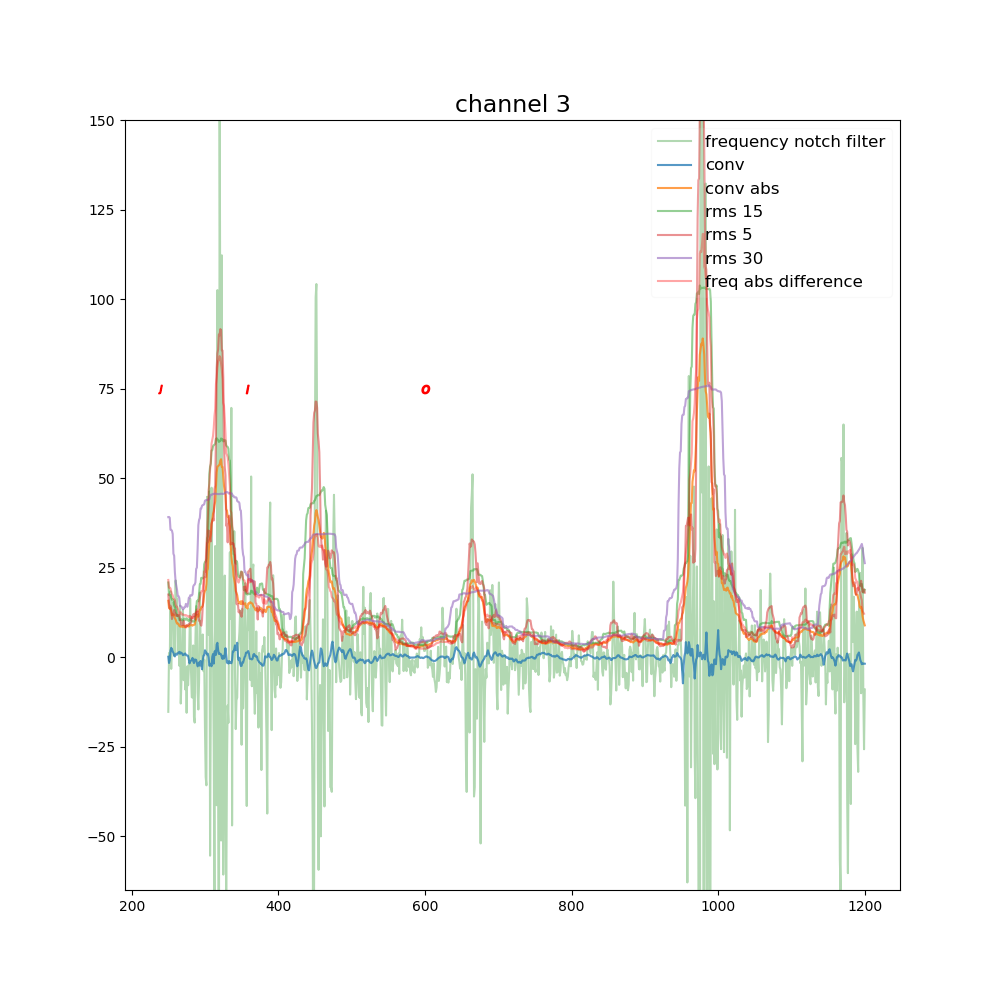 channel 3
150
125
100
75
50
25
0
−25
−50
200 400 600 800 1000 1200
frequency notch filter
conv
conv abs
rms 15
rms 5
rms 30
freq abs difference
ו ו ס